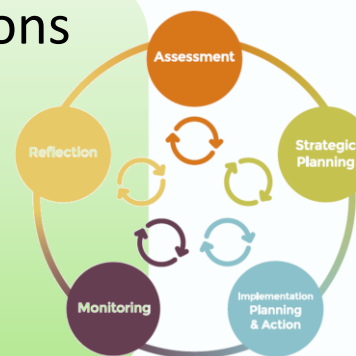 ons
Assessment
Strategic
Planning
Implementation
Planning
& Action
Monitoring
Reflection